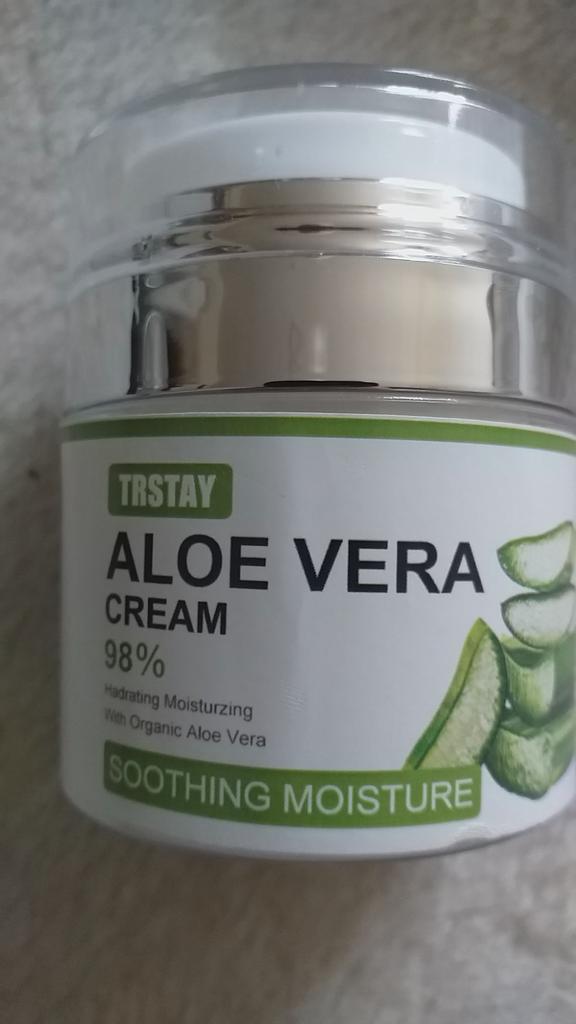 TRSTAY
ALOE VERA
CREAM
98%
Hadrating Moisturzing
With Organic Aloe Vera
SOOTHING MOISTURE